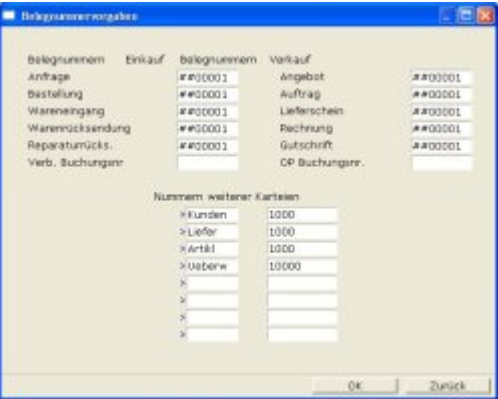 Belegnummernvorgaben
Belegnummern Einkauf Belegnummern Verkauf
Anfrage ##00001 Angebot ##00001
Bestellung ##00001 Auftrag ##00001
Wareneingang ##00001 Lieferschein ##00001
Warenrücksendung ##00001 Rechnung ##00001
Reparaturrücks. ##00001 Gutschrift ##00001
Verb. Buchungsnr OP Buchungsnr.
Nummern weiterer Karteien
> Kunden 1000
> Liefer 1000
> Artikl 1000
> Ueberw 10000
>
>
>
>
OK Zurück